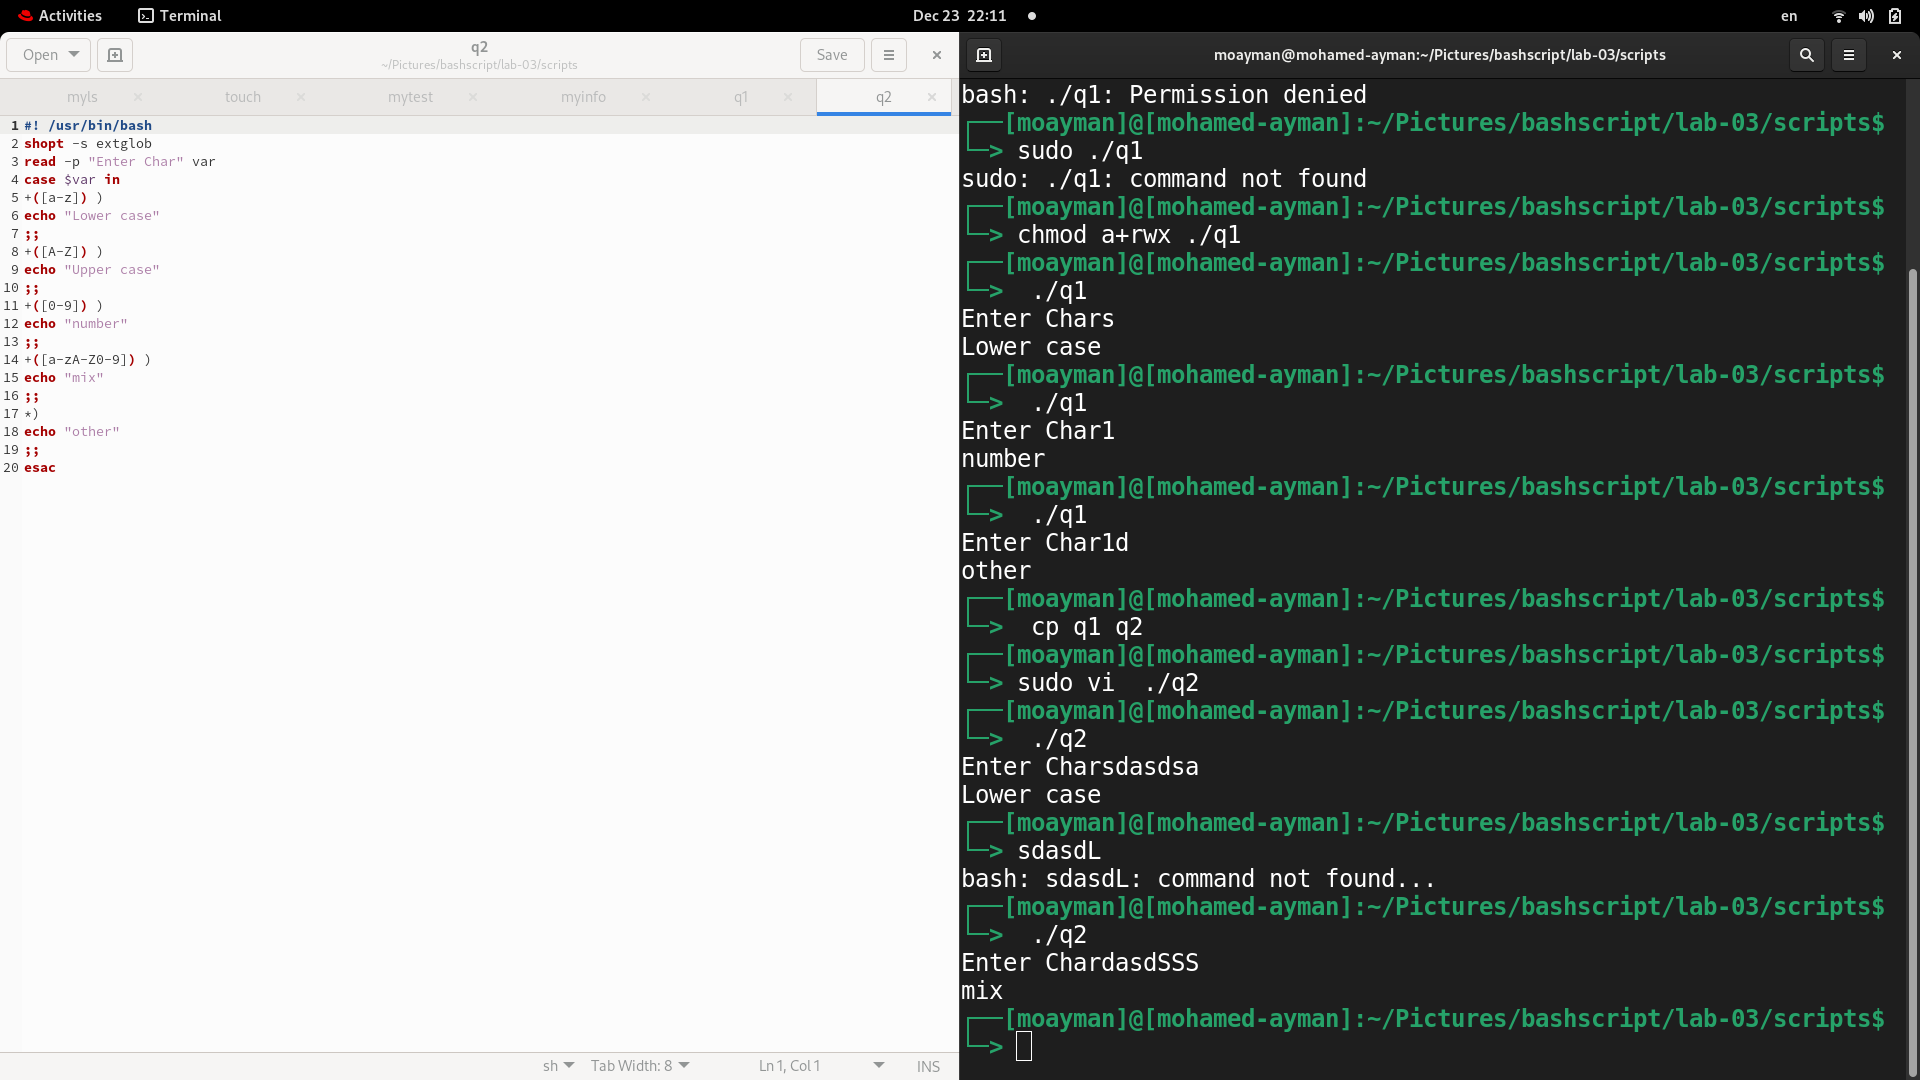 Activities Terminal Dec 23 22:11 en
Open q2 Save
~/Pictures/bashscript/lab-03/scripts
myls touch mytest myinfo q1 q2
1 #! /usr/bin/bash
2 shopt -s extglob
3 read -p "Enter Char" var
4 case $var in
5 +([a-z]) )
6 echo "Lower case"
7 ;;
8 +([A-Z]) )
9 echo "Upper case"
10 ;;
11 +([0-9]) )
12 echo "number"
13 ;;
14 +([a-zA-Z0-9]) )
15 echo "mix"
16 ;;
17 *)
18 echo "other"
19 ;;
20 esac
sh Tab Width: 8 Ln 1, Col 1 INS
moayman@mohamed-ayman:~/Pictures/bashscript/lab-03/scripts
bash: ./q1: Permission denied
┌──[moayman]@[mohamed-ayman]:~/Pictures/bashscript/lab-03/scripts$
└─> sudo ./q1
sudo: ./q1: command not found
┌──[moayman]@[mohamed-ayman]:~/Pictures/bashscript/lab-03/scripts$
└─> chmod a+rwx ./q1
┌──[moayman]@[mohamed-ayman]:~/Pictures/bashscript/lab-03/scripts$
└─>  ./q1
Enter Chars
Lower case
┌──[moayman]@[mohamed-ayman]:~/Pictures/bashscript/lab-03/scripts$
└─>  ./q1
Enter Char1
number
┌──[moayman]@[mohamed-ayman]:~/Pictures/bashscript/lab-03/scripts$
└─>  ./q1
Enter Char1d
other
┌──[moayman]@[mohamed-ayman]:~/Pictures/bashscript/lab-03/scripts$
└─>  cp q1 q2
┌──[moayman]@[mohamed-ayman]:~/Pictures/bashscript/lab-03/scripts$
└─> sudo vi  ./q2
┌──[moayman]@[mohamed-ayman]:~/Pictures/bashscript/lab-03/scripts$
└─>  ./q2
Enter Charsdasdsa
Lower case
┌──[moayman]@[mohamed-ayman]:~/Pictures/bashscript/lab-03/scripts$
└─> sdasdL
bash: sdasdL: command not found...
┌──[moayman]@[mohamed-ayman]:~/Pictures/bashscript/lab-03/scripts$
└─>  ./q2
Enter ChardasdSSS
mix
┌──[moayman]@[mohamed-ayman]:~/Pictures/bashscript/lab-03/scripts$
└─>